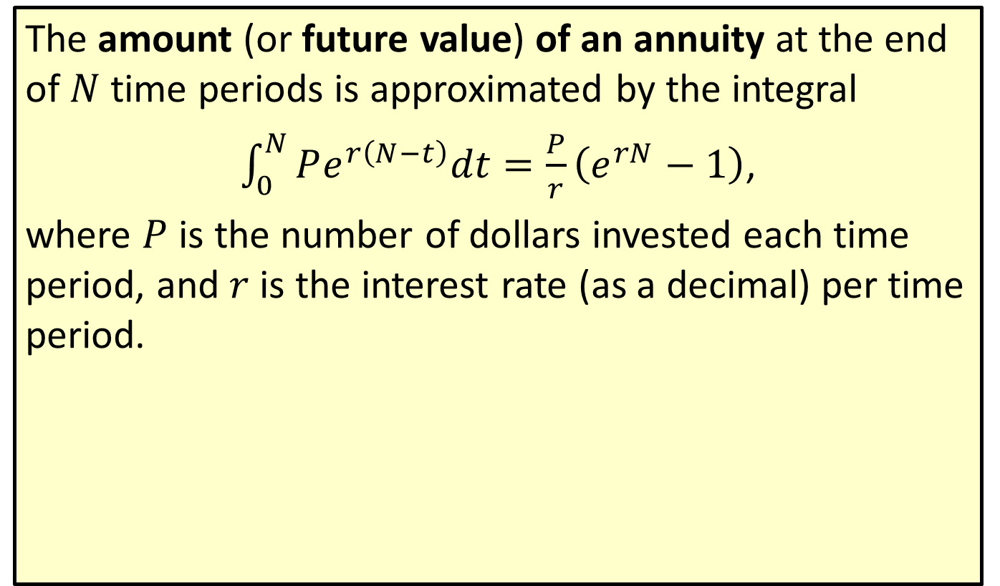 The amount (or future value) of an annuity at the end
of N time periods is approximated by the integral
∫₀ᴺ Pe^{r(N−t)}dt = P/r (e^{rN} − 1),
where P is the number of dollars invested each time
period, and r is the interest rate (as a decimal) per time
period.